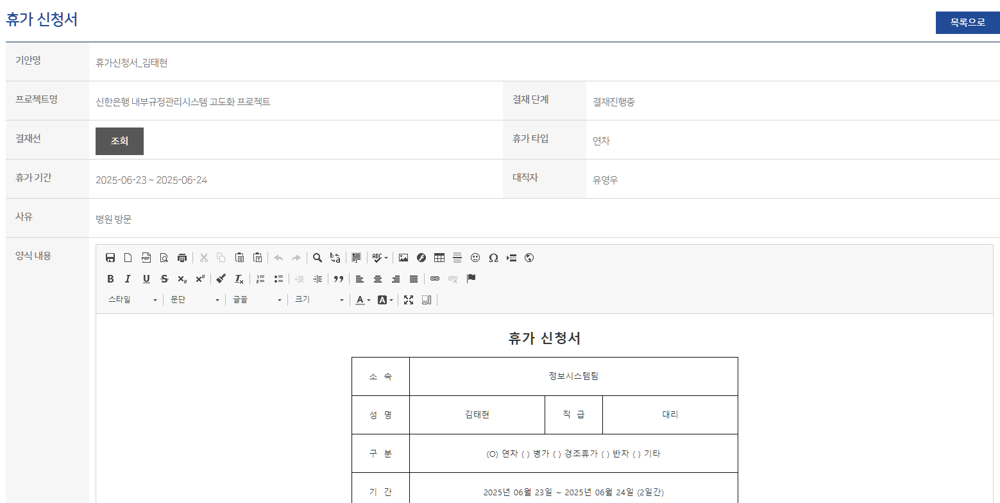 휴가 신청서
목록으로
기안명 휴가신청서_김태현
프로젝트명 신한은행 내부규정관리시스템 고도화 프로젝트 결재 단계 결재진행중
결재선 조회 휴가 타입 연차
휴가 기간 2025-06-23 ~ 2025-06-24 대직자 유영우
사유 병원 방문
양식 내용
스타일 문단 글꼴 크기
휴가 신청서
소 속 정보시스템팀
성 명 김태현 직 급 대리
구 분 (O) 연차 ( ) 병가 ( ) 경조휴가 ( ) 반차 ( ) 기타
기 간 2025년 06월 23일 ~ 2025년 06월 24일 (2일간)